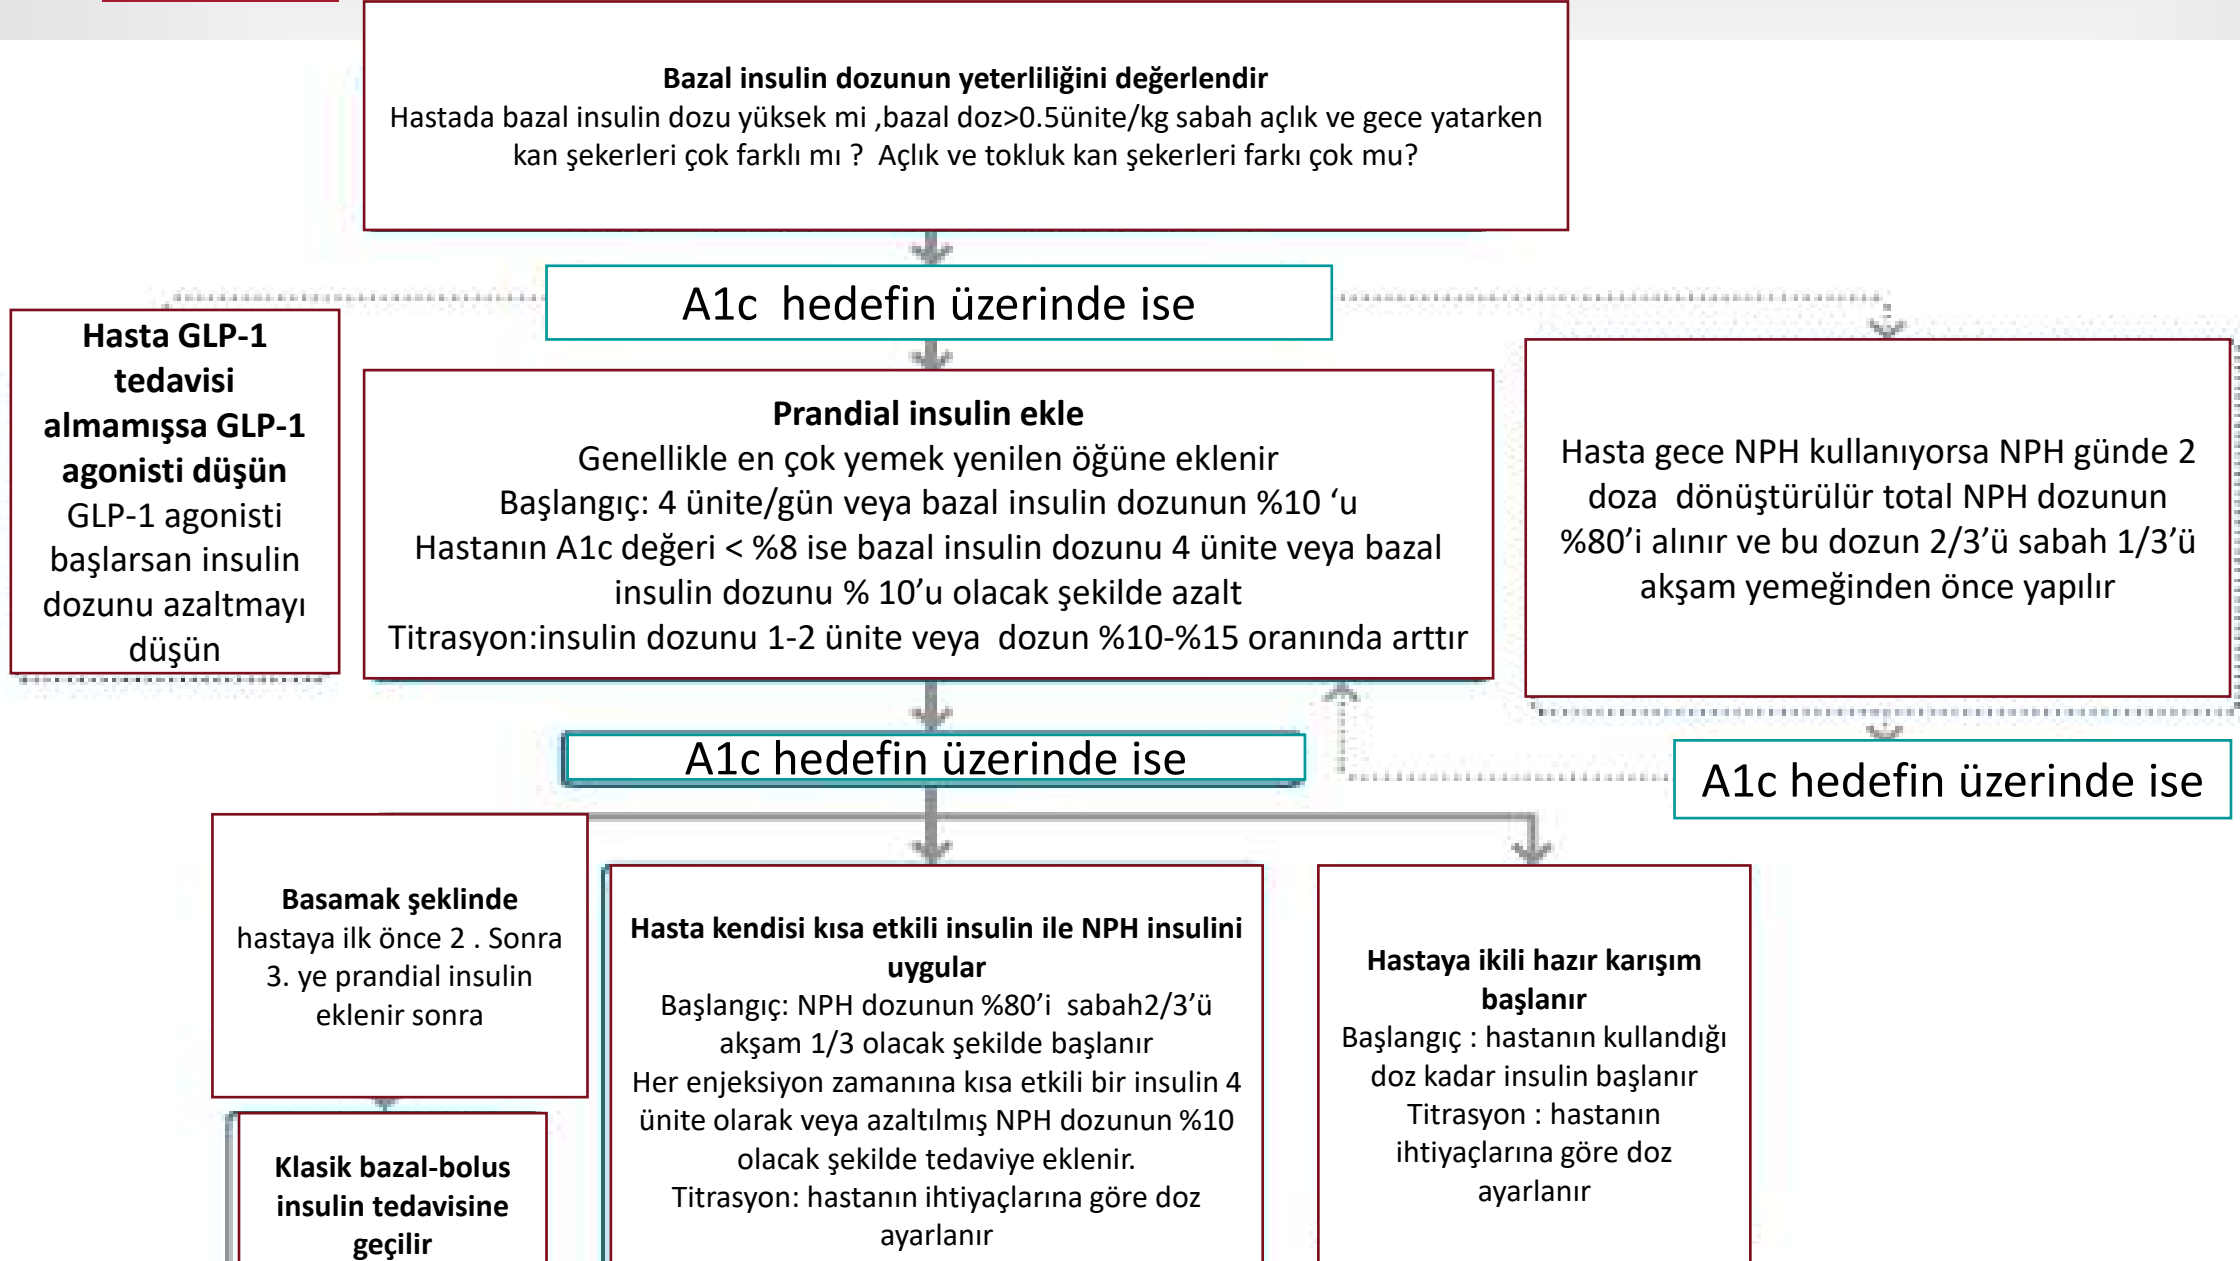 Bazal insulin dozunun yeterliliğini değerlendir
Hastada bazal insulin dozu yüksek mi ,bazal doz>0.5ünite/kg sabah açlık ve gece yatarken
kan şekerleri çok farklı mı ?  Açlık ve tokluk kan şekerleri farkı çok mu?
A1c  hedefin üzerinde ise
Hasta GLP-1
tedavisi
almamışsa GLP-1
agonisti düşün
GLP-1 agonisti
başlarsan insulin
dozunu azaltmayı
düşün
Prandial insulin ekle
Genellikle en çok yemek yenilen öğüne eklenir
Başlangıç: 4 ünite/gün veya bazal insulin dozunun %10 ‘u
Hastanın A1c değeri < %8 ise bazal insulin dozunu 4 ünite veya bazal
insulin dozunu % 10’u olacak şekilde azalt
Titrasyon:insulin dozunu 1-2 ünite veya  dozun %10-%15 oranında arttır
Hasta gece NPH kullanıyorsa NPH günde 2
doza  dönüştürülür total NPH dozunun
%80’i alınır ve bu dozun 2/3’ü sabah 1/3’ü
akşam yemeğinden önce yapılır
A1c hedefin üzerinde ise
A1c hedefin üzerinde ise
Basamak şeklinde
hastaya ilk önce 2 . Sonra
3. ye prandial insulin
eklenir sonra
Klasik bazal-bolus
insulin tedavisine
geçilir
Hasta kendisi kısa etkili insulin ile NPH insulini
uygular
Başlangıç: NPH dozunun %80’i  sabah2/3’ü
akşam 1/3 olacak şekilde başlanır
Her enjeksiyon zamanına kısa etkili bir insulin 4
ünite olarak veya azaltılmış NPH dozunun %10
olacak şekilde tedaviye eklenir.
Titrasyon: hastanın ihtiyaçlarına göre doz
ayarlanır
Hastaya ikili hazır karışım
başlanır
Başlangıç : hastanın kullandığı
doz kadar insulin başlanır
Titrasyon : hastanın
ihtiyaçlarına göre doz
ayarlanır